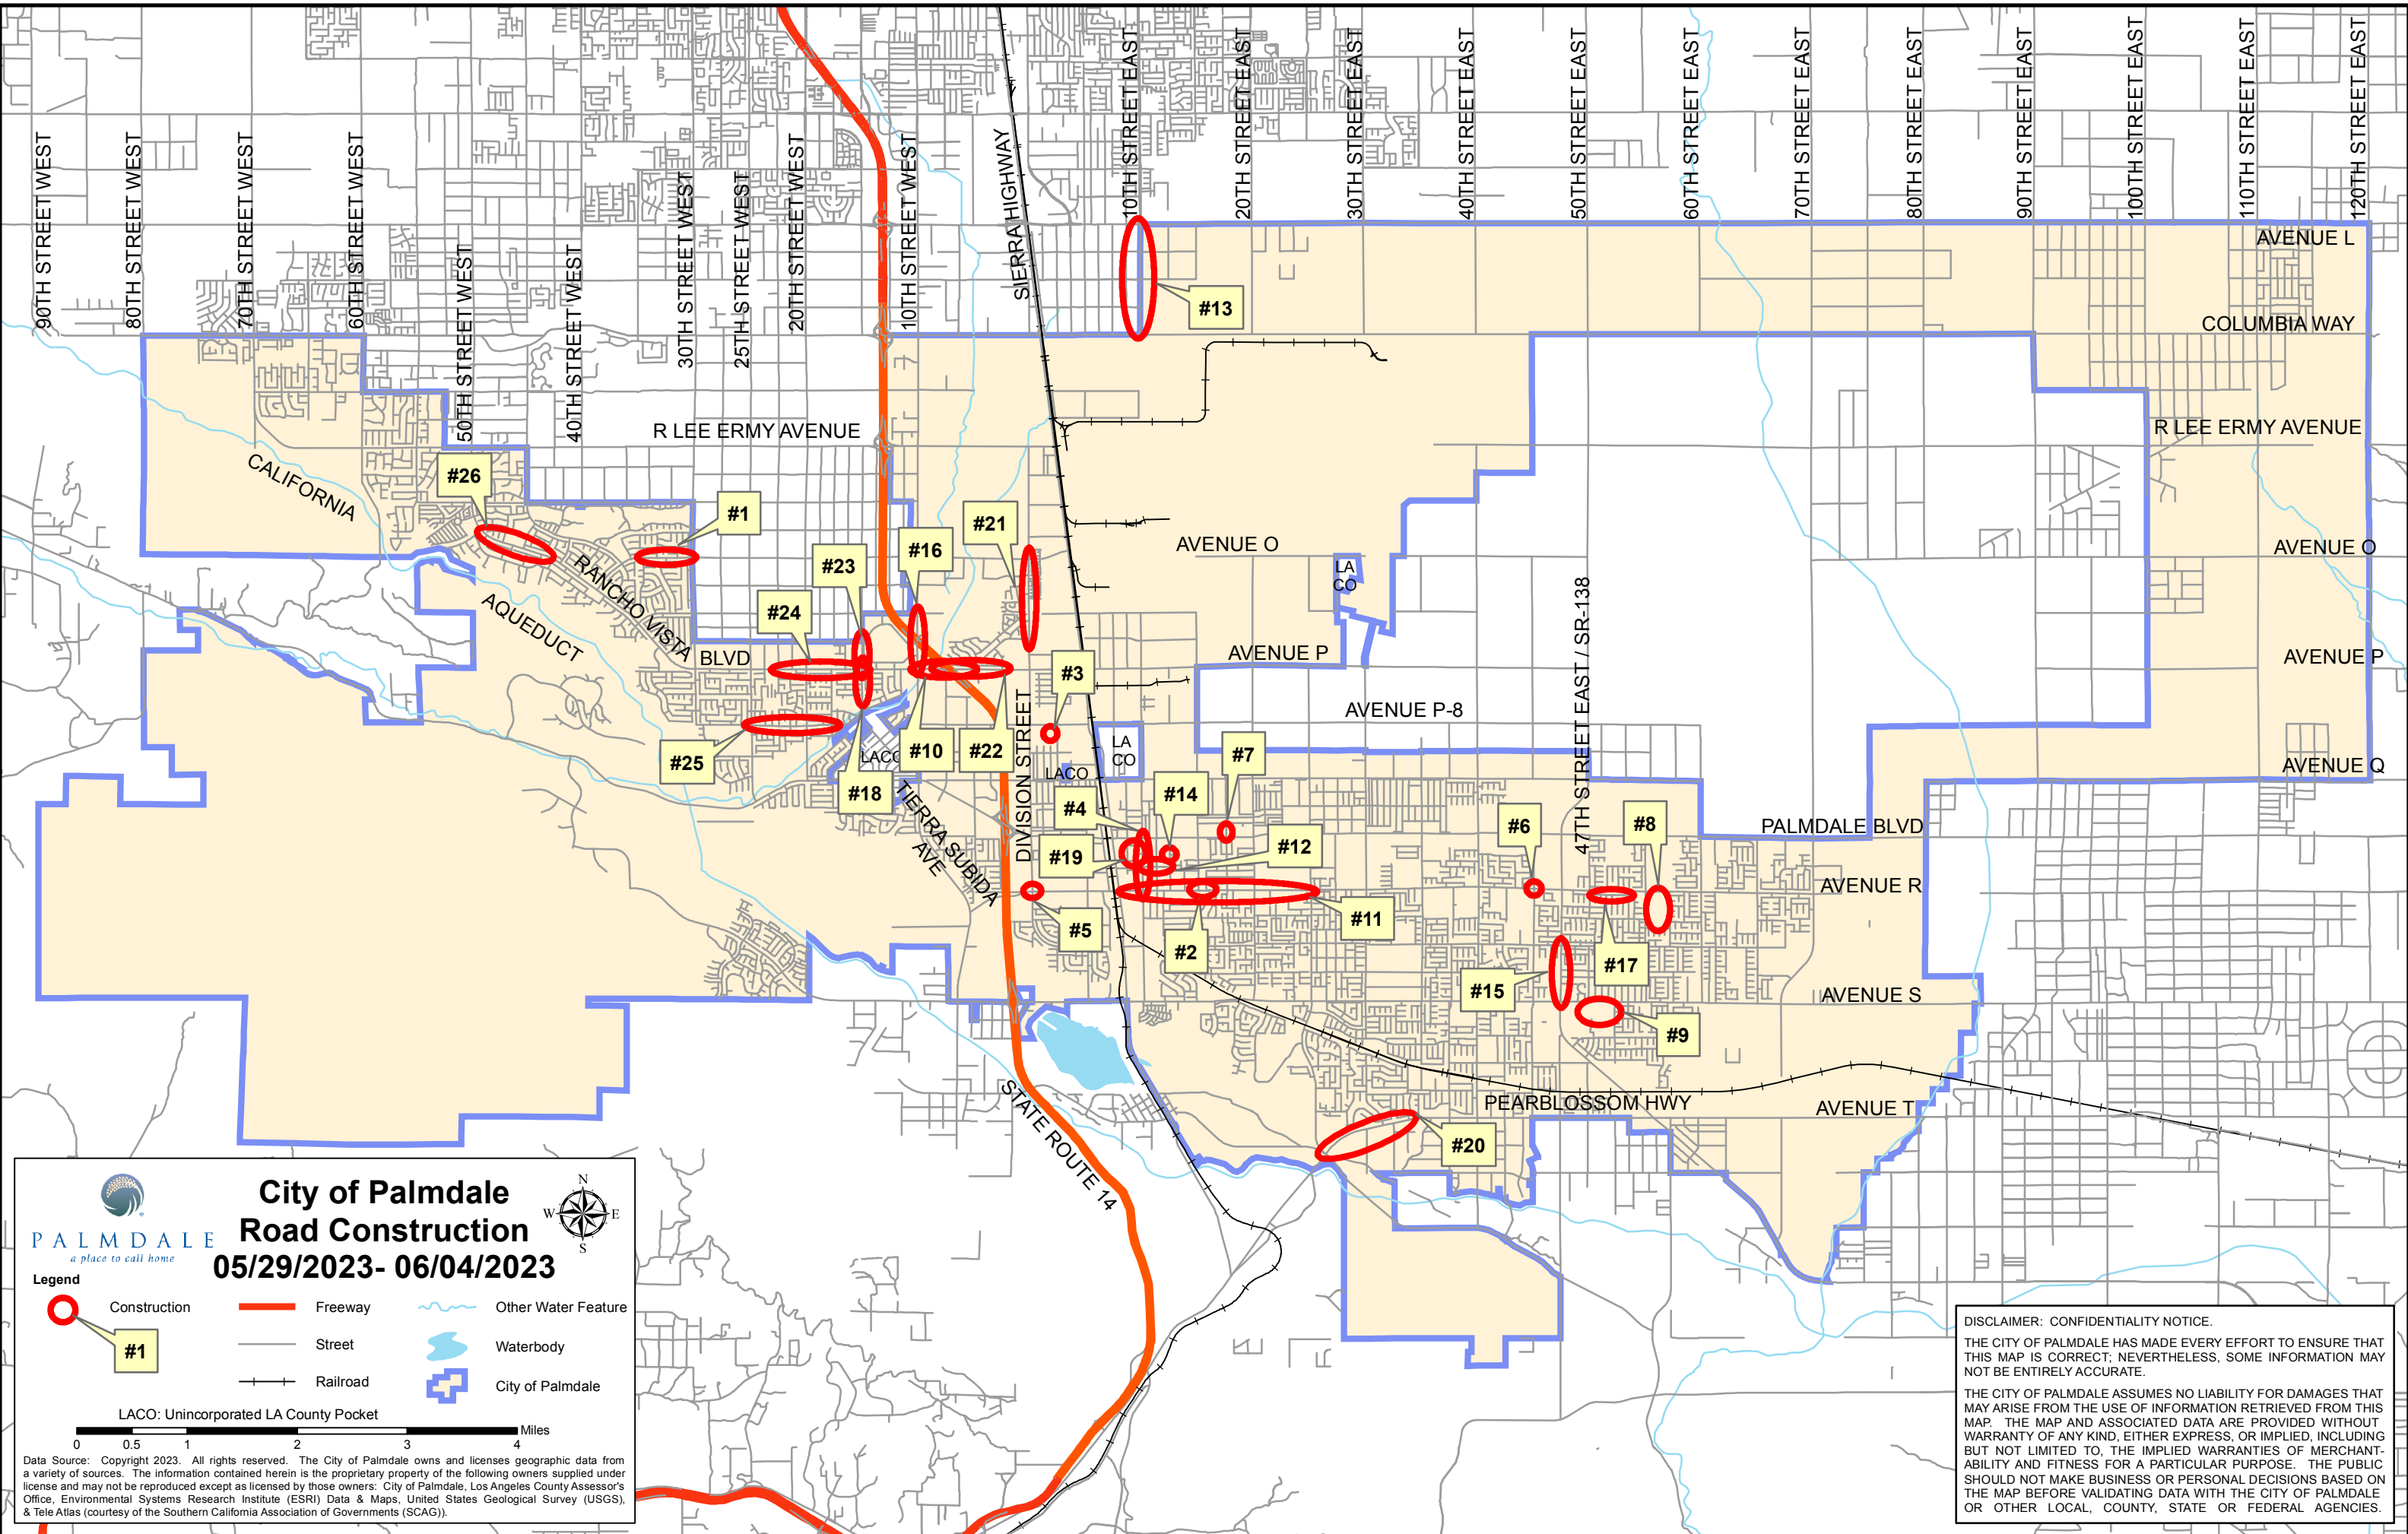 10TH STREET EAST
20TH STREET EAST
30TH STREET EAST
40TH STREET EAST
50TH STREET EAST
60TH STREET EAST
70TH STREET EAST
80TH STREET EAST
90TH STREET EAST
100TH STREET EAST
110TH STREET EAST
120TH STREET EAST
90TH STREET WEST
80TH STREET WEST
70TH STREET WEST
60TH STREET WEST
50TH STREET WEST
40TH STREET WEST
30TH STREET WEST
25TH STREET WEST
20TH STREET WEST
10TH STREET WEST
SIERRA HIGHWAY
AVENUE L
#13
COLUMBIA WAY
R LEE ERMY AVENUE
R LEE ERMY AVENUE
CALIFORNIA
#26
#1
#21
#16
AVENUE O
AVENUE O
#23
LA
CO
RANCHO VISTA
#24
AQUEDUCT
BLVD
AVENUE P
AVENUE P
#3
47TH STREET EAST / SR-138
DIVISION STREET
AVENUE P-8
#25
LACO
#10
#22
LA
CO
#7
LACO
AVENUE Q
#18
TIERRA SUBIDA
AVE
#4
#14
#6
#8
PALMDALE BLVD
#19
#12
AVENUE R
#5
#11
#2
#17
#15
AVENUE S
#9
STATE ROUTE 14
PEARBLOSSOM HWY
AVENUE T
#20
PALMDALE
a place to call home
City of Palmdale
Road Construction
05/29/2023- 06/04/2023
N
W
E
S
Legend
Construction
#1
Freeway
Street
Railroad
Other Water Feature
Waterbody
City of Palmdale
LACO: Unincorporated LA County Pocket
Miles
0 0.5 1 2 3 4
Data Source: Copyright 2023. All rights reserved. The City of Palmdale owns and licenses geographic data from
a variety of sources. The information contained herein is the proprietary property of the following owners supplied under
license and may not be reproduced except as licensed by those owners: City of Palmdale, Los Angeles County Assessor's
Office, Environmental Systems Research Institute (ESRI) Data & Maps, United States Geological Survey (USGS),
& Tele Atlas (courtesy of the Southern California Association of Governments (SCAG)).
DISCLAIMER: CONFIDENTIALITY NOTICE.
THE CITY OF PALMDALE HAS MADE EVERY EFFORT TO ENSURE THAT
THIS MAP IS CORRECT; NEVERTHELESS, SOME INFORMATION MAY
NOT BE ENTIRELY ACCURATE.
THE CITY OF PALMDALE ASSUMES NO LIABILITY FOR DAMAGES THAT
MAY ARISE FROM THE USE OF INFORMATION RETRIEVED FROM THIS
MAP. THE MAP AND ASSOCIATED DATA ARE PROVIDED WITHOUT
WARRANTY OF ANY KIND, EITHER EXPRESS, OR IMPLIED, INCLUDING
BUT NOT LIMITED TO, THE IMPLIED WARRANTIES OF MERCHANT-
ABILITY AND FITNESS FOR A PARTICULAR PURPOSE. THE PUBLIC
SHOULD NOT MAKE BUSINESS OR PERSONAL DECISIONS BASED ON
THE MAP BEFORE VALIDATING DATA WITH THE CITY OF PALMDALE
OR OTHER LOCAL, COUNTY, STATE OR FEDERAL AGENCIES.